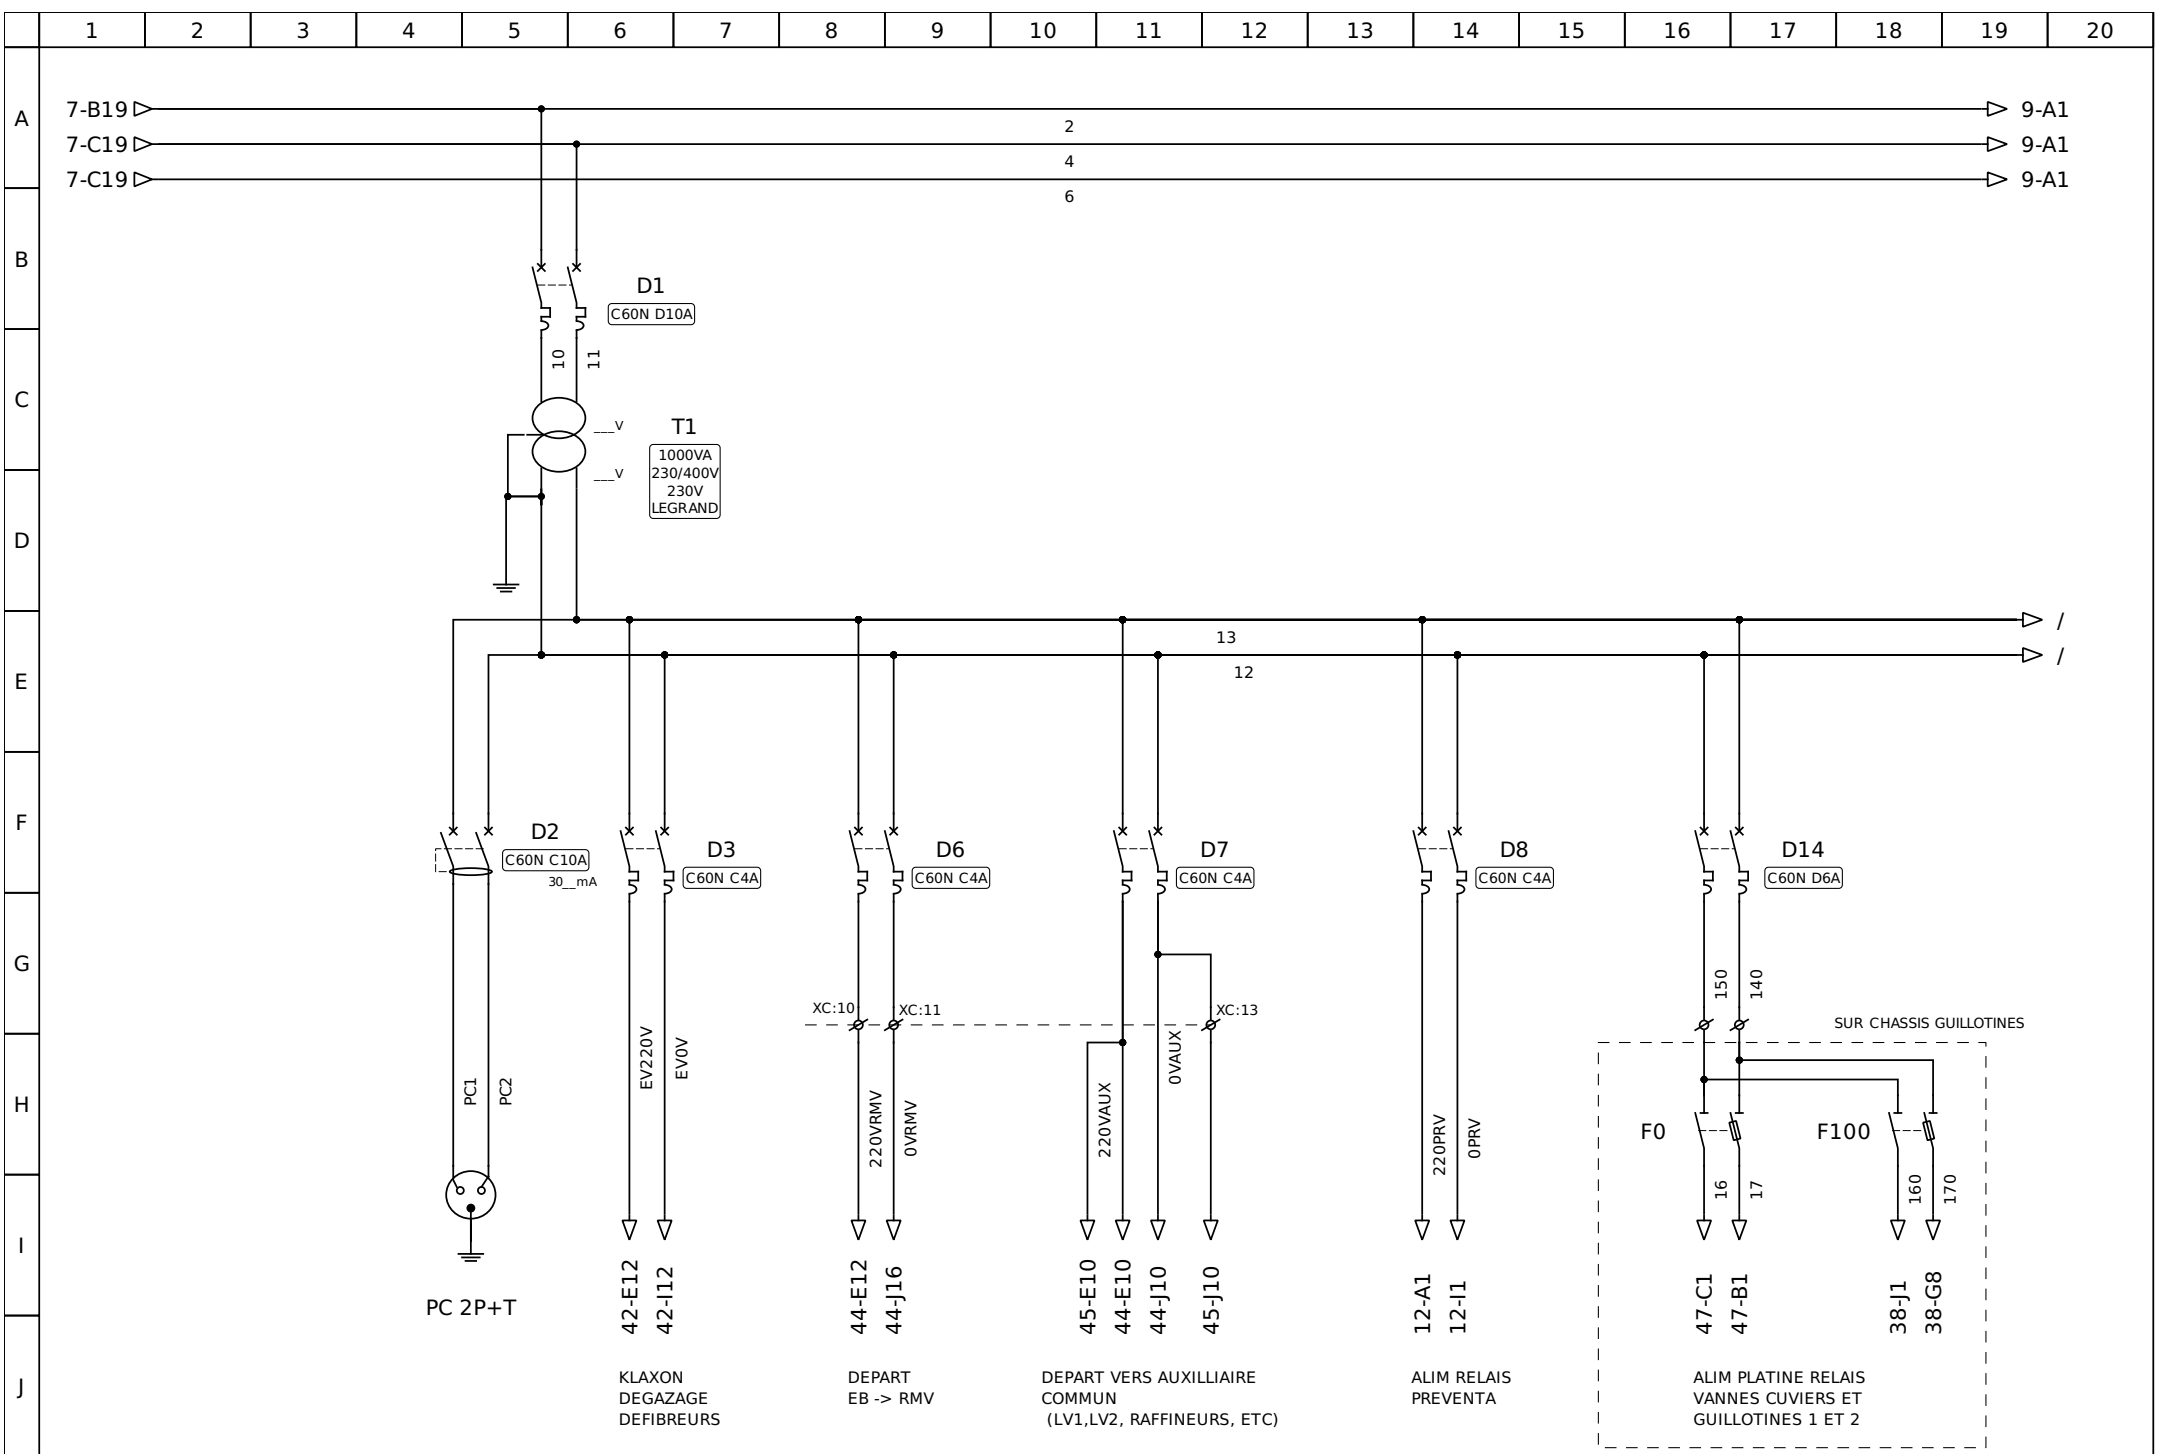 1 2 3 4 5 6 7 8 9 10 11 12 13 14 15 16 17 18 19 20
A
7-B19 9-A1
2
7-C19 9-A1
4
7-C19 9-A1
6
B
D1
C60N D10A
10 11
C
___V
T1
1000VA
230/400V
230V
LEGRAND
___V
D
13 /
12 /
E
F
D2
C60N C10A
30__mA
D3
C60N C4A
D6
C60N C4A
D7
C60N C4A
D8
C60N C4A
D14
C60N D6A
G
150 140
XC:10 XC:11 XC:13
SUR CHASSIS GUILLOTINES
H
PC1 PC2
EV220V EV0V
220VRMV 0VRMV
220VAUX 0VAUX
220PRV 0PRV
F0 F100
16 17 160 170
I
PC 2P+T
42-E12 42-I12
44-E12 44-J16
45-E10 44-E10 44-J10 45-J10
12-A1 12-I1
47-C1 47-B1
38-J1 38-G8
J
KLAXON
DEGAZAGE
DEFIBREURS
DEPART
EB -> RMV
DEPART VERS AUXILLIAIRE
COMMUN
(LV1,LV2, RAFFINEURS, ETC)
ALIM RELAIS
PREVENTA
ALIM PLATINE RELAIS
VANNES CUVIERS ET
GUILLOTINES 1 ET 2